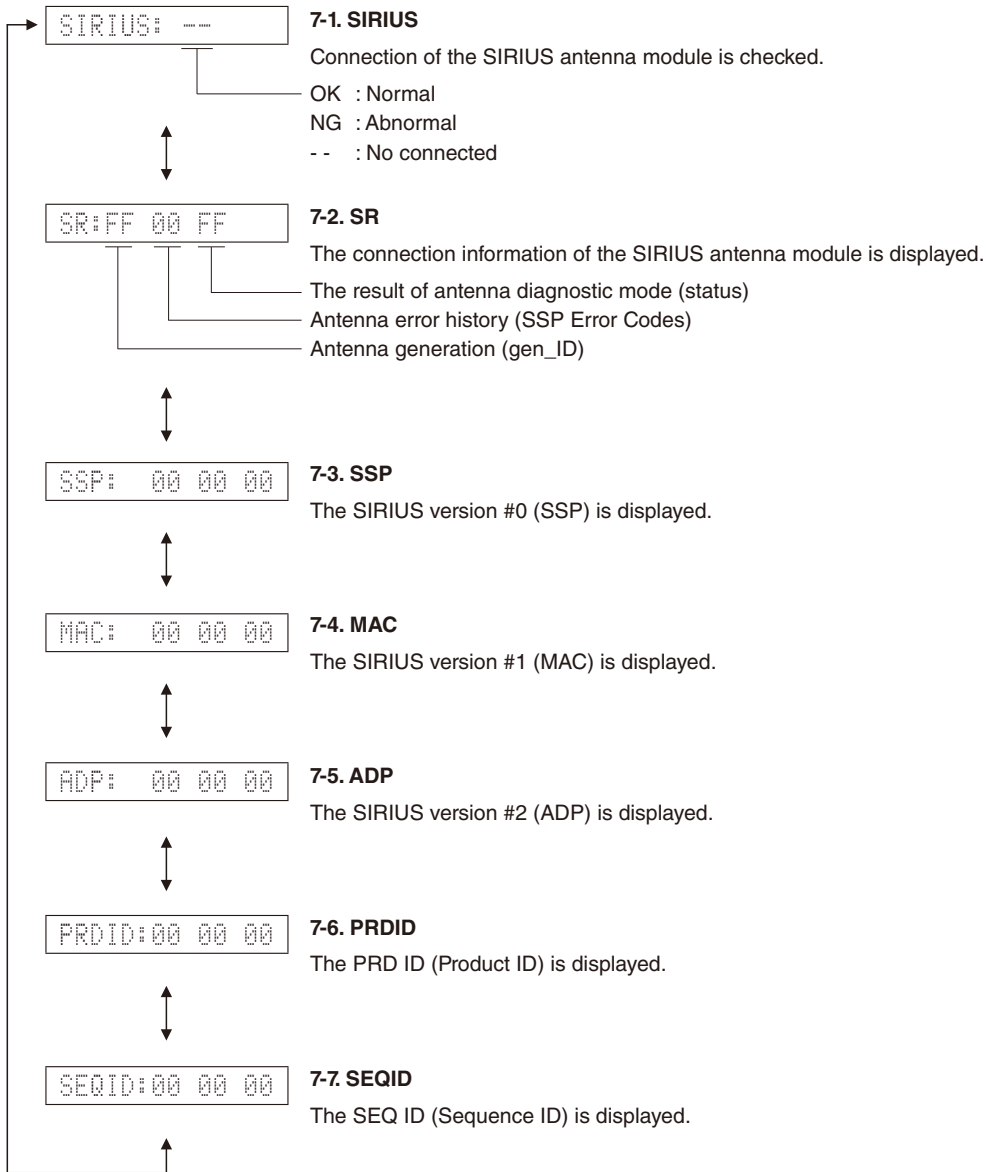 SIRIUS: --
7-1. SIRIUS
Connection of the SIRIUS antenna module is checked.
OK : Normal
NG : Abnormal
- - : No connected
SR:FF 00 FF
7-2. SR
The connection information of the SIRIUS antenna module is displayed.
The result of antenna diagnostic mode (status)
Antenna error history (SSP Error Codes)
Antenna generation (gen_ID)
SSP: 00 00 00
7-3. SSP
The SIRIUS version #0 (SSP) is displayed.
MAC: 00 00 00
7-4. MAC
The SIRIUS version #1 (MAC) is displayed.
ADP: 00 00 00
7-5. ADP
The SIRIUS version #2 (ADP) is displayed.
PRDID:00 00 00
7-6. PRDID
The PRD ID (Product ID) is displayed.
SEQID:00 00 00
7-7. SEQID
The SEQ ID (Sequence ID) is displayed.